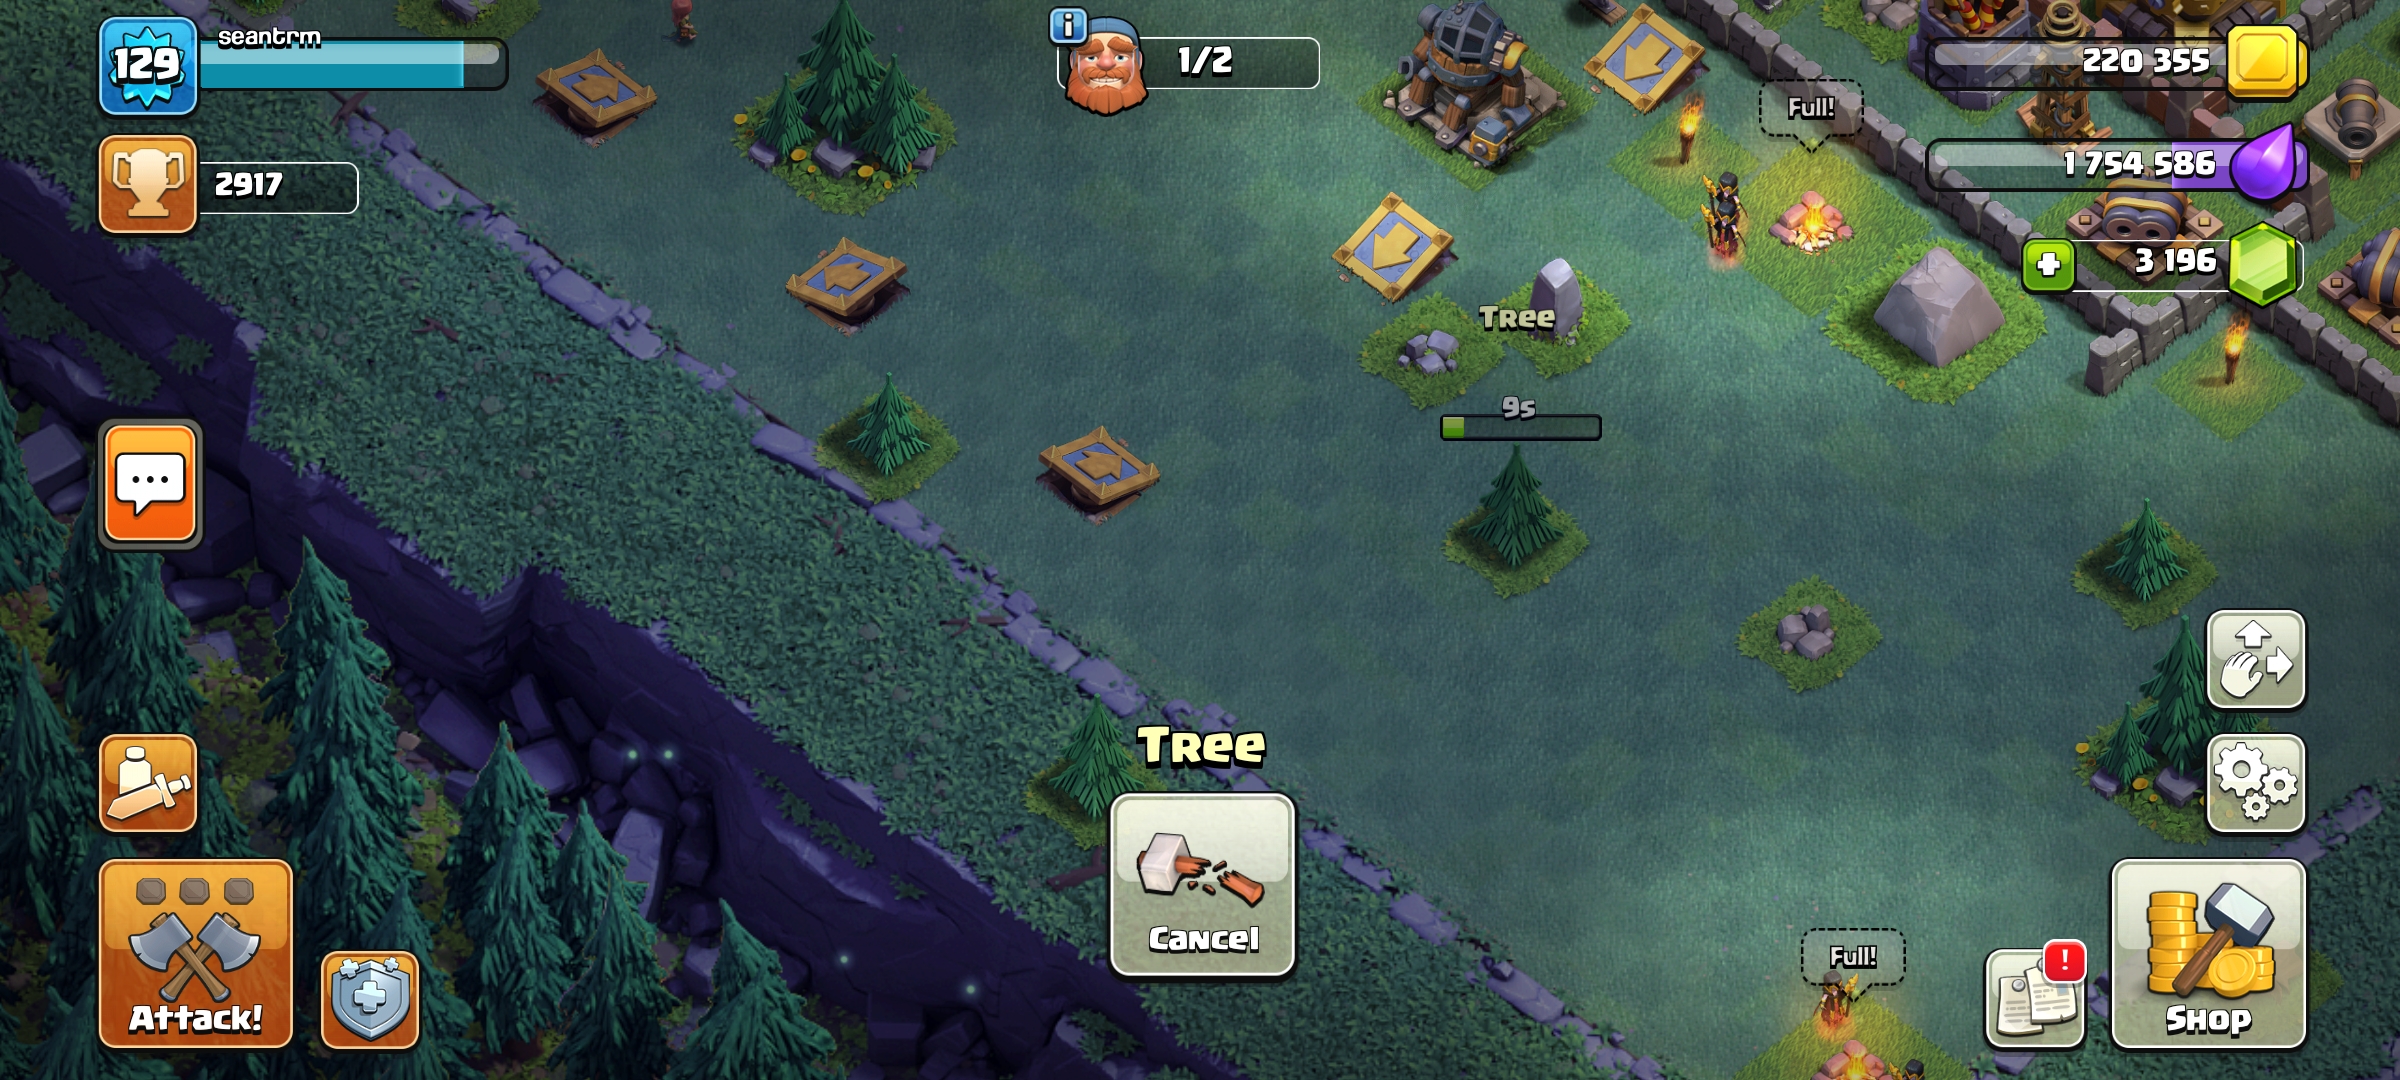 129
seantrm
2917
i
1/2
220 355
Full!
1 754 586
3 196
Tree
9s
Tree
Cancel
Attack!
Full!
!
Shop